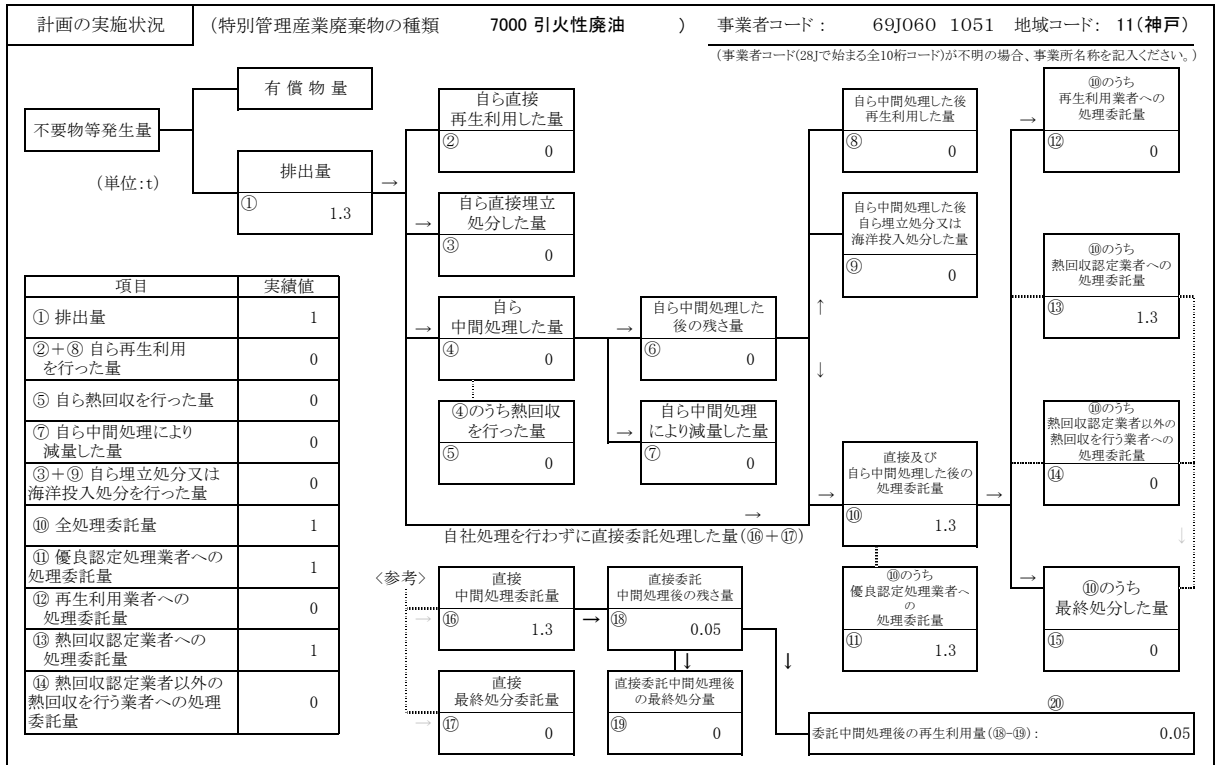 計画の実施状況
(特別管理産業廃棄物の種類 7000 引火性廃油 )
事業者コード: 69J060 1051 地域コード: 11(神戸)
(事業者コード(28Jで始まる全10桁コード)が不明の場合、事業所名称を記入ください。)
不要物等発生量
(単位:t)
有償物量
排出量
① 1.3
→
自ら直接
再生利用した量
② 0
→
自ら直接埋立
処分した量
③ 0
→
自ら
中間処理した量
④ 0
④のうち熱回収
を行った量
⑤ 0
→
自ら中間処理した
後の残さ量
⑥ 0
→
自ら中間処理
により減量した量
⑦ 0
自ら中間処理した後
再生利用した量
⑧ 0
自ら中間処理した後
自ら埋立処分又は
海洋投入処分した量
⑨ 0
↑
↓
→
直接及び
自ら中間処理した後の
処理委託量
⑩ 1.3
⑩のうち
優良認定処理業者へ
の
処理委託量
⑪ 1.3
→
→
⑩のうち
再生利用業者への
処理委託量
⑫ 0
⑩のうち
熱回収認定業者への
処理委託量
⑬ 1.3
⑩のうち
熱回収認定業者以外の
熱回収を行う業者への
処理委託量
⑭ 0
↓
→
⑩のうち
最終処分した量
⑮ 0
項目 実績値
① 排出量 1
②+⑧ 自ら再生利用
を行った量 0
⑤ 自ら熱回収を行った量 0
⑦ 自ら中間処理により
減量した量 0
③+⑨ 自ら埋立処分又は
海洋投入処分を行った量 0
⑩ 全処理委託量 1
⑪ 優良認定処理業者への
処理委託量 1
⑫ 再生利用業者への
処理委託量 0
⑬ 熱回収認定業者への
処理委託量 1
⑭ 熱回収認定業者以外の
熱回収を行う業者への処理
委託量 0
→
自社処理を行わずに直接委託処理した量(⑯+⑰)
<参考>
→
直接
中間処理委託量
⑯ 1.3
→
直接委託
中間処理後の残さ量
⑱ 0.05
↓
↓
→
直接
最終処分委託量
⑰ 0
直接委託中間処理後
の最終処分量
⑲ 0
⑳
委託中間処理後の再生利用量(⑱-⑲): 0.05